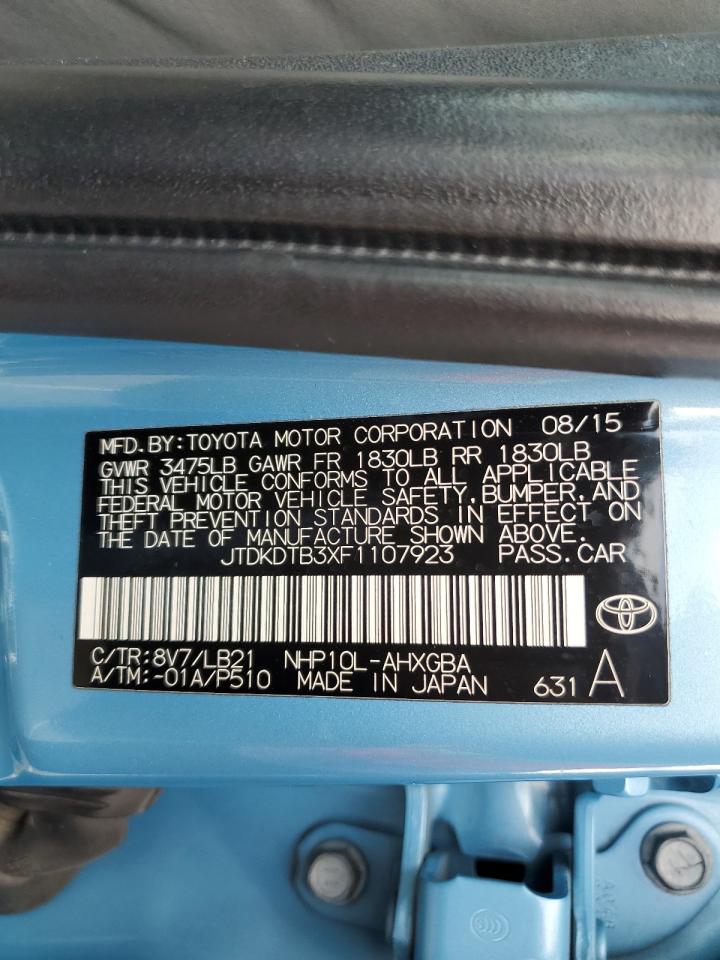 MFD.BY:TOYOTA MOTOR CORPORATION 08/15
GVWR 3475LB GAWR FR 1830LB RR 1830LB
THIS VEHICLE CONFORMS TO ALL APPLICABLE
FEDERAL MOTOR VEHICLE SAFETY,BUMPER,AND
THEFT PREVENTION STANDARDS IN EFFECT ON
THE DATE OF MANUFACTURE SHOWN ABOVE.
JTDKDTB3XF1107923 PASS.CAR
C/TR:8V7/LB21 NHP10L-AHXGBA
A/TM:-01A/P510 MADE IN JAPAN 631 A